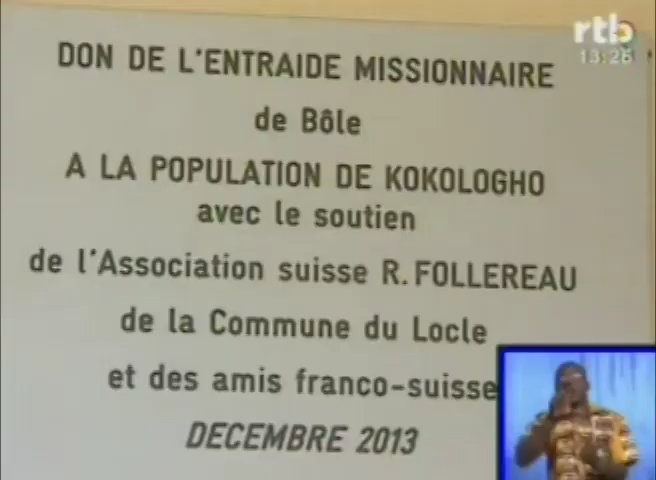 rtb
13:26
DON DE L'ENTRAIDE MISSIONNAIRE
de Bôle
A LA POPULATION DE KOKOLOGHO
avec le soutien
de l'Association suisse R. FOLLEREAU
de la Commune du Locle
et des amis franco-suisse
DECEMBRE 2013